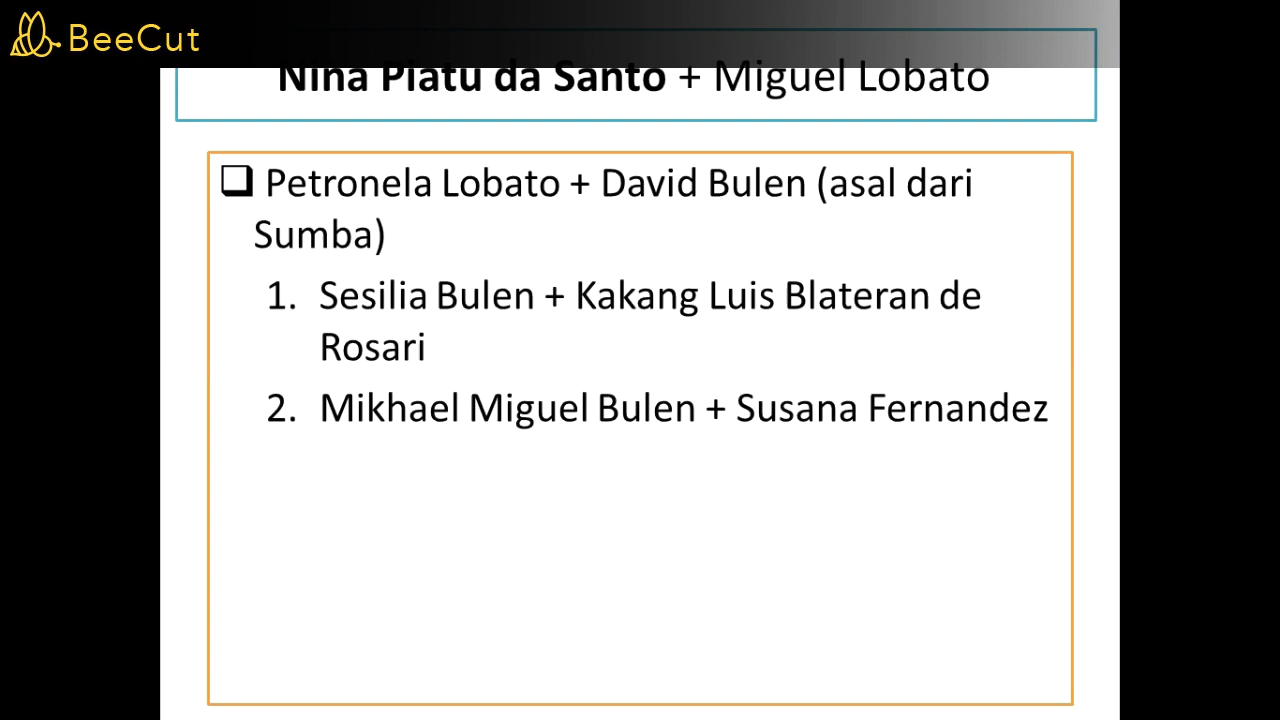 BeeCut
Nina Piatu da Santo + Miguel Lobato
❑ Petronela Lobato + David Bulen (asal dari
Sumba)
1. Sesilia Bulen + Kakang Luis Blateran de
Rosari
2. Mikhael Miguel Bulen + Susana Fernandez